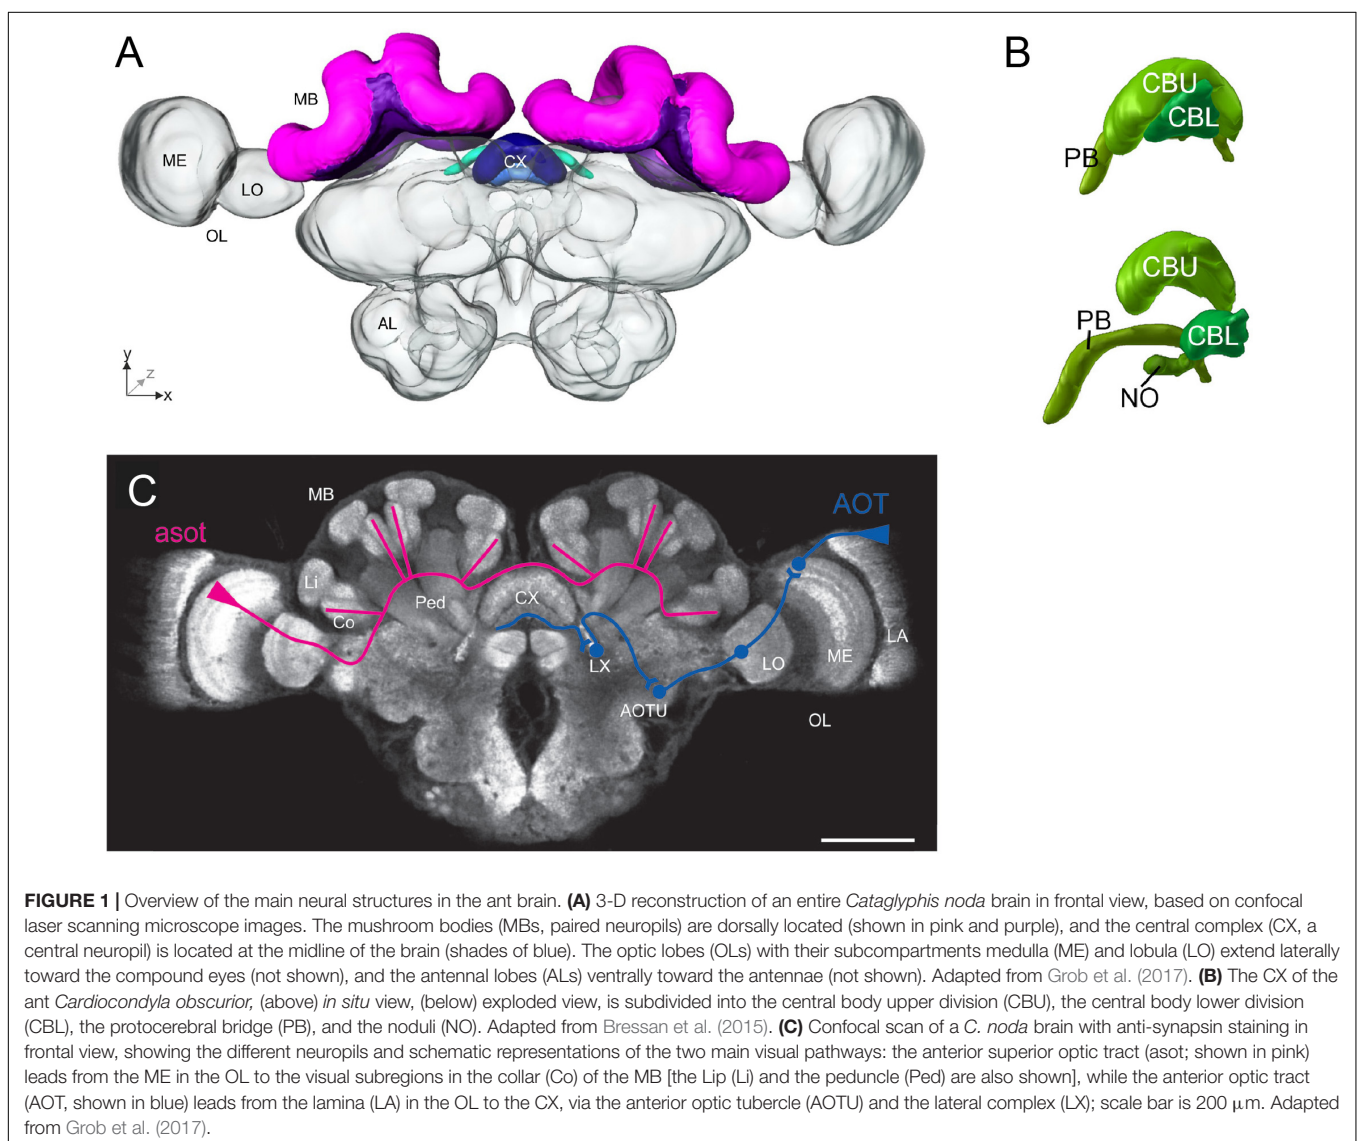 A
MB
ME
LO
OL
CX
AL
y
z
x
B
CBU
CBL
PB
CBU
PB
CBL
NO
C
MB
asot
AOT
Li
Co
Ped
CX
LX
AOTU
LO
ME
LA
OL
FIGURE 1 | Overview of the main neural structures in the ant brain. (A) 3-D reconstruction of an entire Cataglyphis noda brain in frontal view, based on confocal
laser scanning microscope images. The mushroom bodies (MBs, paired neuropils) are dorsally located (shown in pink and purple), and the central complex (CX, a
central neuropil) is located at the midline of the brain (shades of blue). The optic lobes (OLs) with their subcompartments medulla (ME) and lobula (LO) extend laterally
toward the compound eyes (not shown), and the antennal lobes (ALs) ventrally toward the antennae (not shown). Adapted from Grob et al. (2017). (B) The CX of the
ant Cardiocondyla obscurior, (above) in situ view, (below) exploded view, is subdivided into the central body upper division (CBU), the central body lower division
(CBL), the protocerebral bridge (PB), and the noduli (NO). Adapted from Bressan et al. (2015). (C) Confocal scan of a C. noda brain with anti-synapsin staining in
frontal view, showing the different neuropils and schematic representations of the two main visual pathways: the anterior superior optic tract (asot; shown in pink)
leads from the ME in the OL to the visual subregions in the collar (Co) of the MB [the Lip (Li) and the peduncle (Ped) are also shown], while the anterior optic tract
(AOT, shown in blue) leads from the lamina (LA) in the OL to the CX, via the anterior optic tubercle (AOTU) and the lateral complex (LX); scale bar is 200 μm. Adapted
from Grob et al. (2017).